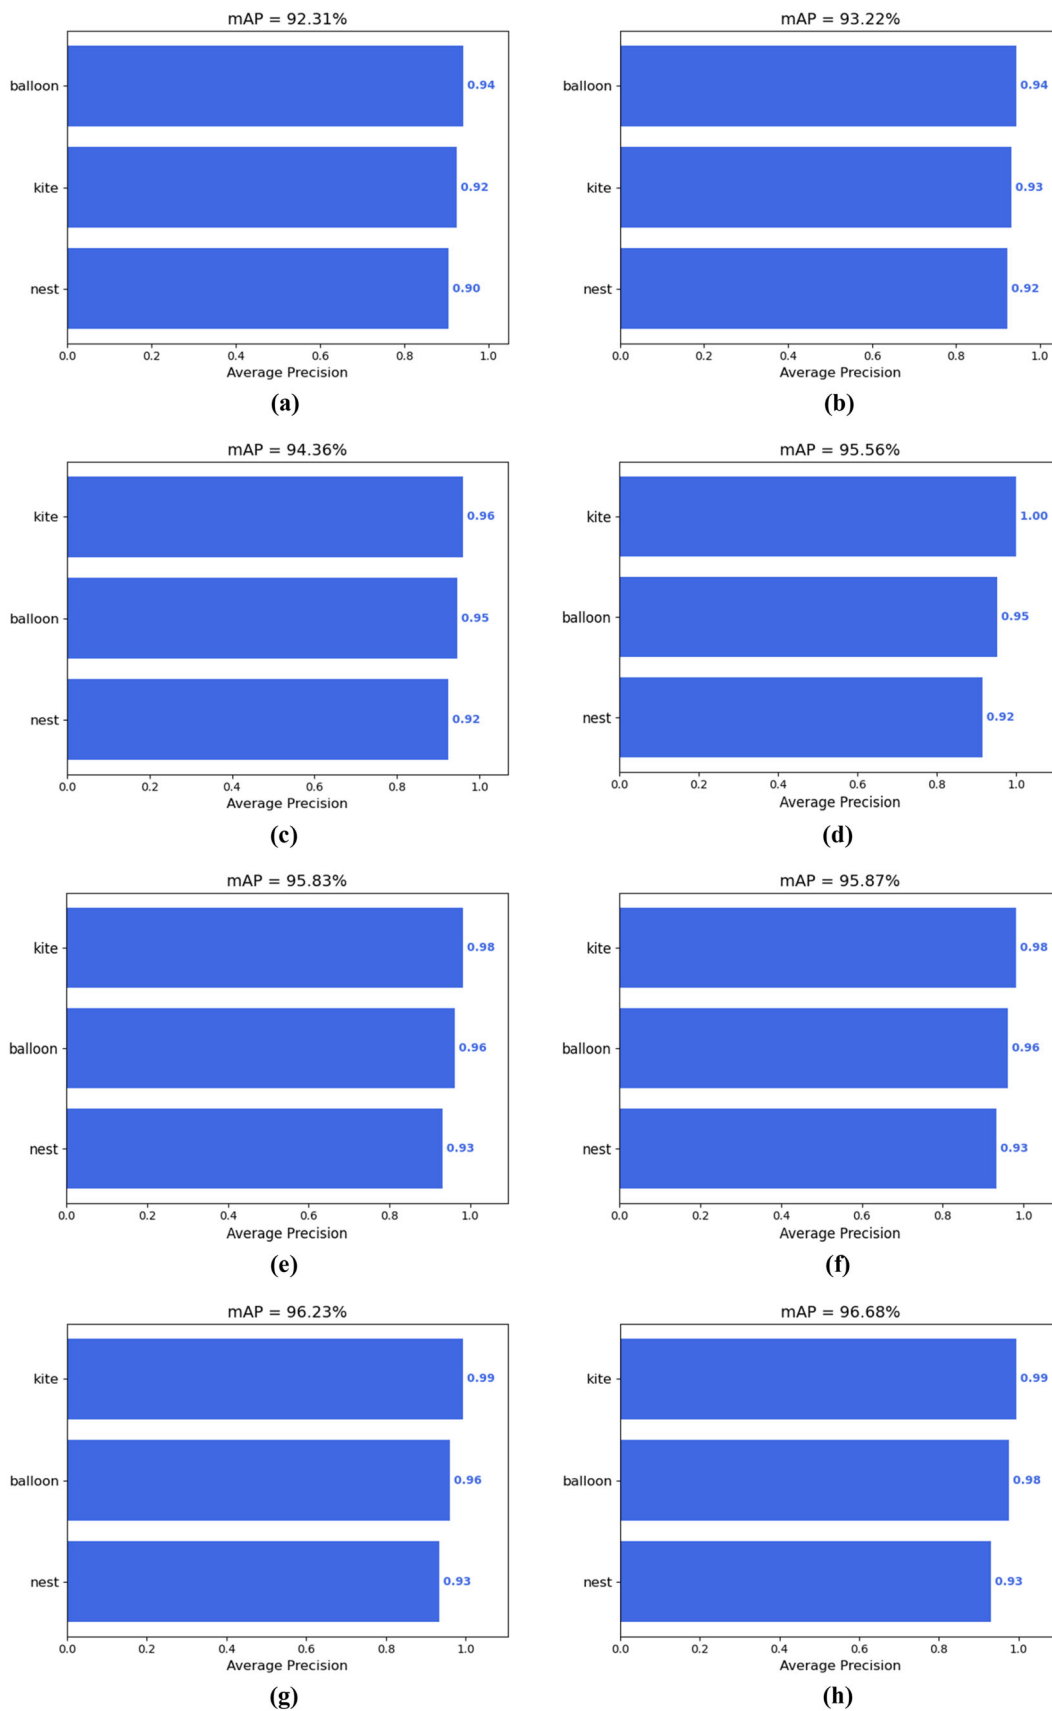 mAP = 92.31%
balloon
0.94
kite
0.92
nest
0.90
0.0 0.2 0.4 0.6 0.8 1.0
Average Precision
(a)
mAP = 93.22%
balloon
0.94
kite
0.93
nest
0.92
0.0 0.2 0.4 0.6 0.8 1.0
Average Precision
(b)
mAP = 94.36%
kite
0.96
balloon
0.95
nest
0.92
0.0 0.2 0.4 0.6 0.8 1.0
Average Precision
(c)
mAP = 95.56%
kite
1.00
balloon
0.95
nest
0.92
0.0 0.2 0.4 0.6 0.8 1.0
Average Precision
(d)
mAP = 95.83%
kite
0.98
balloon
0.96
nest
0.93
0.0 0.2 0.4 0.6 0.8 1.0
Average Precision
(e)
mAP = 95.87%
kite
0.98
balloon
0.96
nest
0.93
0.0 0.2 0.4 0.6 0.8 1.0
Average Precision
(f)
mAP = 96.23%
kite
0.99
balloon
0.96
nest
0.93
0.0 0.2 0.4 0.6 0.8 1.0
Average Precision
(g)
mAP = 96.68%
kite
0.99
balloon
0.98
nest
0.93
0.0 0.2 0.4 0.6 0.8 1.0
Average Precision
(h)